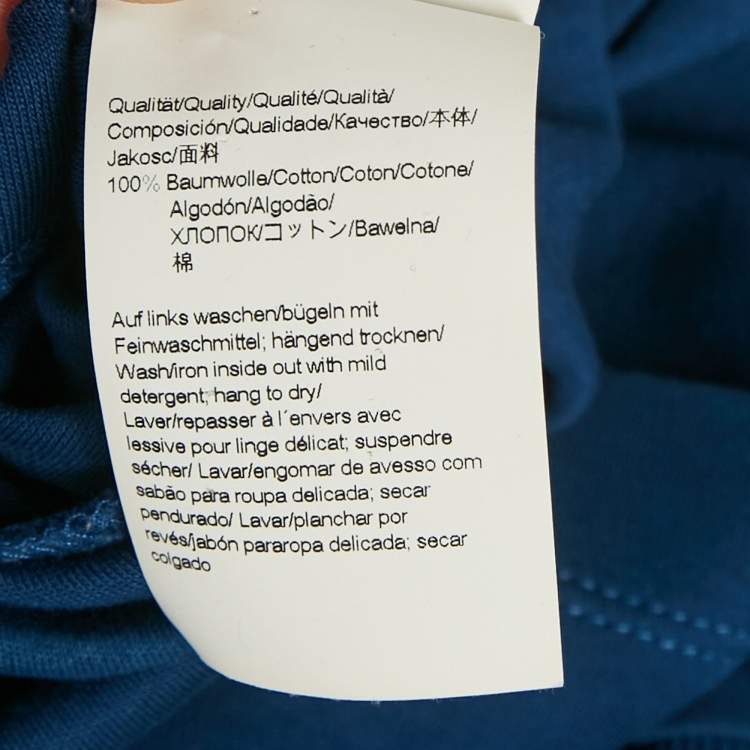 Qualität/Quality/Qualité/Qualità/
Composición/Qualidade/Качество/本体/
Jakosc/面料
100% Baumwolle/Cotton/Coton/Cotone/
Algodón/Algodão/
ХЛОПОК/コットン/Bawelna/
棉
Auf links waschen/bügeln mit
Feinwaschmittel; hängend trocknen/
Wash/iron inside out with mild
detergent; hang to dry/
Laver/repasser à l´envers avec
lessive pour linge délicat; suspendre
sécher/ Lavar/engomar de avesso com
sabão para roupa delicada; secar
pendurado/ Lavar/planchar por
revés/jabón pararopa delicada; secar
colgado